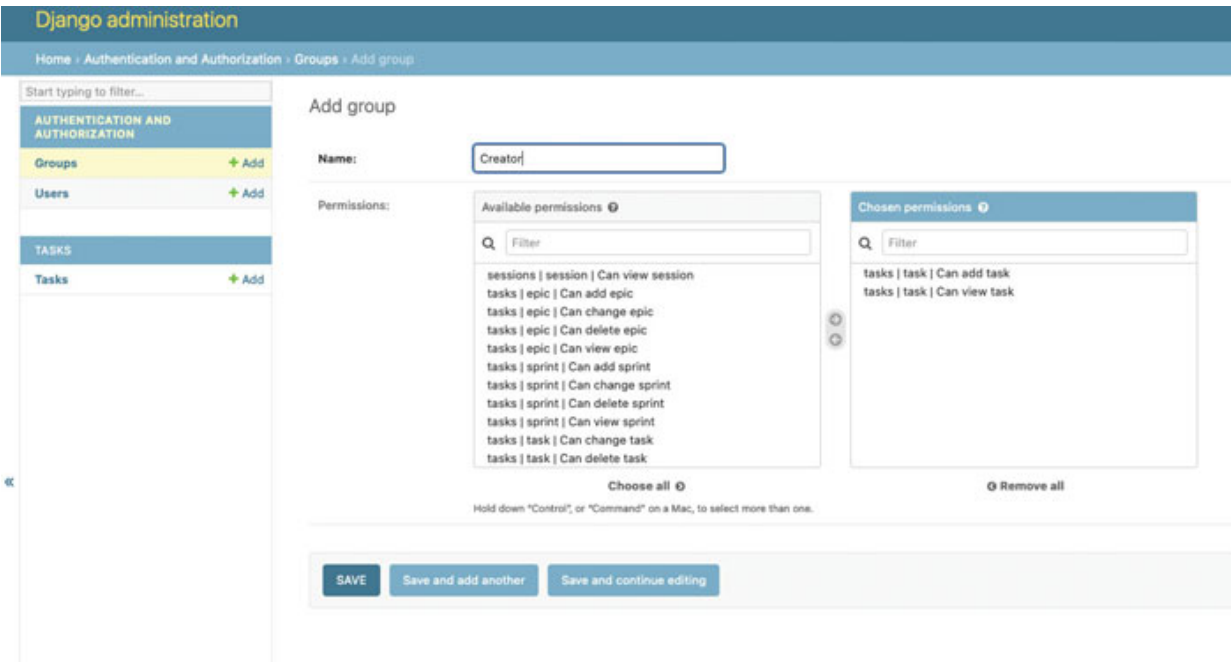 Django administration
Home › Authentication and Authorization › Groups › Add group
Start typing to filter...
AUTHENTICATION AND
AUTHORIZATION
Groups
+ Add
Users
+ Add
TASKS
Tasks
+ Add
«
Add group
Name:
Creator
Permissions:
Available permissions
Filter
sessions | session | Can view session
tasks | epic | Can add epic
tasks | epic | Can change epic
tasks | epic | Can delete epic
tasks | epic | Can view epic
tasks | sprint | Can add sprint
tasks | sprint | Can change sprint
tasks | sprint | Can delete sprint
tasks | sprint | Can view sprint
tasks | task | Can change task
tasks | task | Can delete task
Choose all
Hold down "Control", or "Command" on a Mac, to select more than one.
Chosen permissions
Filter
tasks | task | Can add task
tasks | task | Can view task
Remove all
SAVE
Save and add another
Save and continue editing